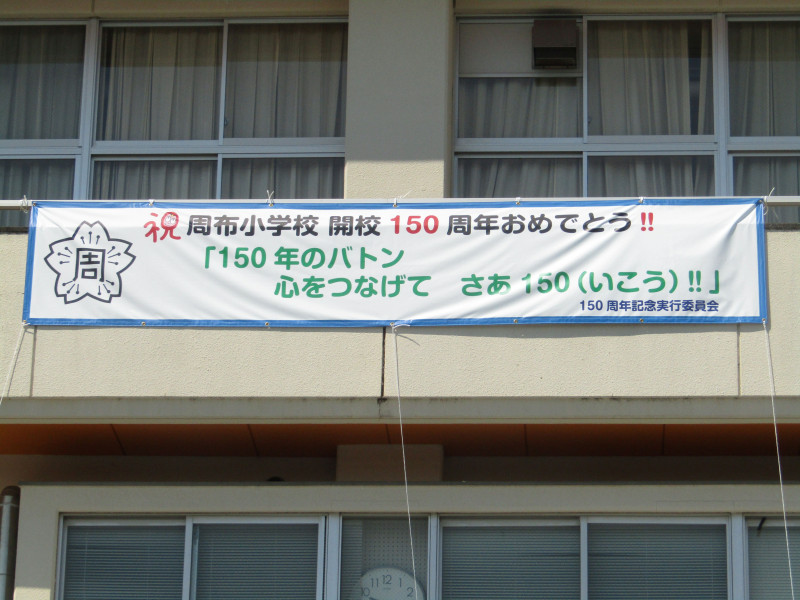 祝 周布小学校 開校 150 周年おめでとう!!
周
「150 年のバトン
心をつなげて さあ 150 (いこう) !!」
150 周年記念実行委員会
12